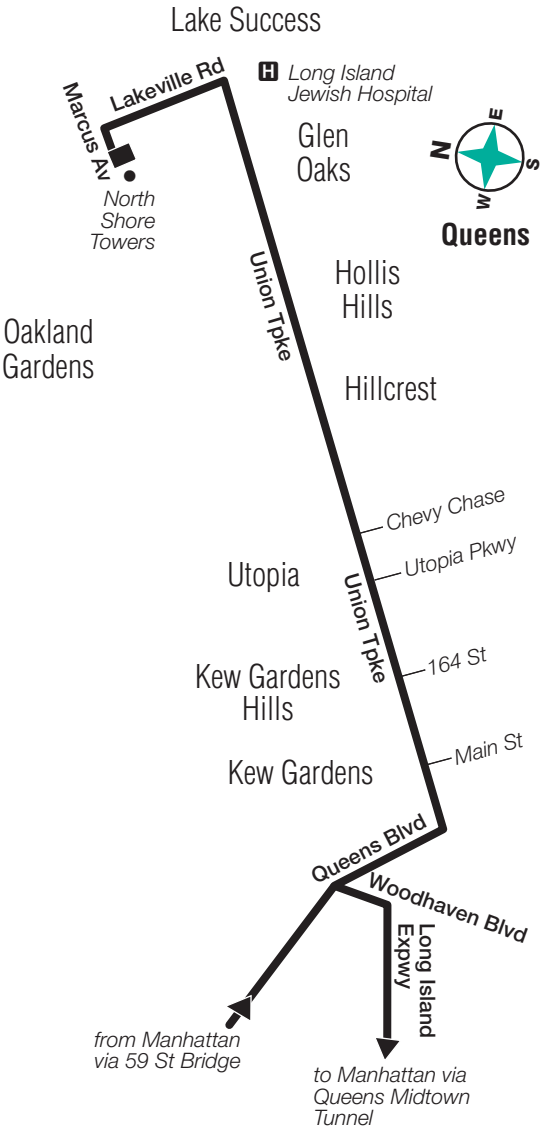 Lake Success
Lakeville Rd
H
Long Island
Jewish Hospital
Marcus Av
North
Shore
Towers
Glen
Oaks
N
E
S
W
Queens
Union Tpke
Hollis
Hills
Oakland
Gardens
Hillcrest
Chevy Chase
Utopia Pkwy
Utopia
Union Tpke
164 St
Kew Gardens
Hills
Main St
Kew Gardens
Queens Blvd
Woodhaven Blvd
Long Island
Expwy
from Manhattan
via 59 St Bridge
to Manhattan via
Queens Midtown
Tunnel